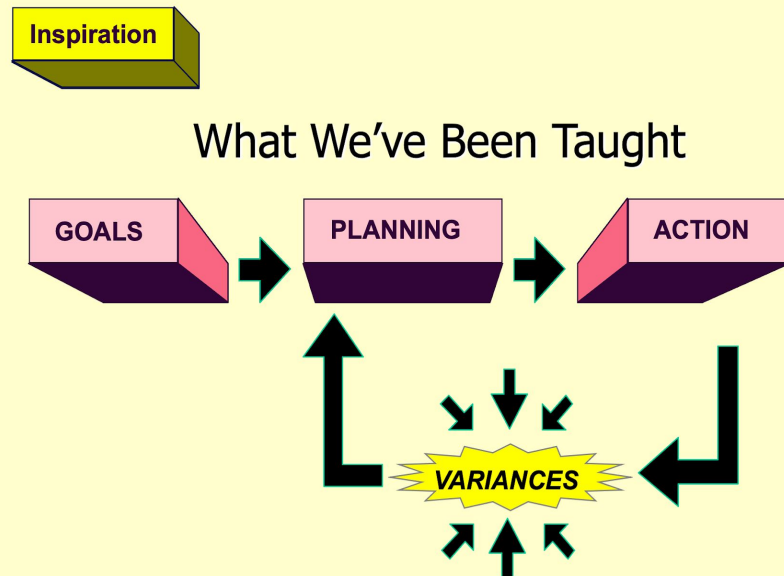 Inspiration
What We’ve Been Taught
GOALS
PLANNING
ACTION
VARIANCES